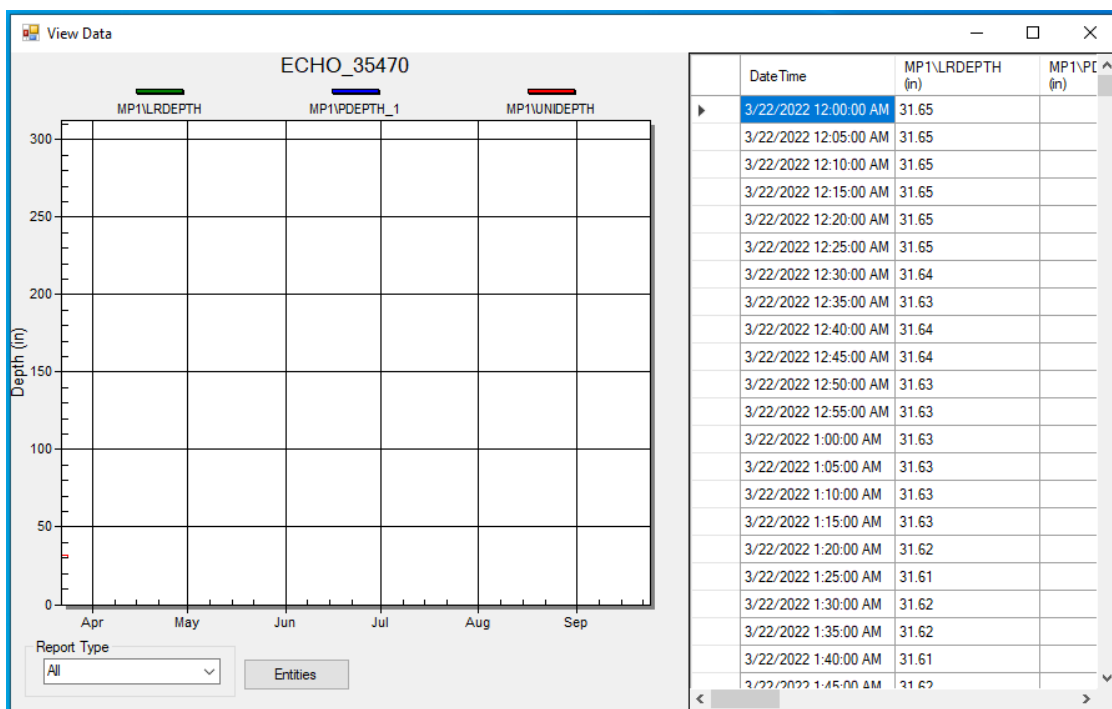 View Data
ECHO_35470
MP1\LRDEPTH MP1\PDEPTH_1 MP1\UNIDEPTH
Depth (in)
300
250
200
150
100
50
0
Apr May Jun Jul Aug Sep
Report Type
All
Entities
DateTime MP1\LRDEPTH (in) MP1\PD (in)
3/22/2022 12:00:00 AM 31.65
3/22/2022 12:05:00 AM 31.65
3/22/2022 12:10:00 AM 31.65
3/22/2022 12:15:00 AM 31.65
3/22/2022 12:20:00 AM 31.65
3/22/2022 12:25:00 AM 31.65
3/22/2022 12:30:00 AM 31.64
3/22/2022 12:35:00 AM 31.63
3/22/2022 12:40:00 AM 31.64
3/22/2022 12:45:00 AM 31.64
3/22/2022 12:50:00 AM 31.63
3/22/2022 12:55:00 AM 31.63
3/22/2022 1:00:00 AM 31.63
3/22/2022 1:05:00 AM 31.63
3/22/2022 1:10:00 AM 31.63
3/22/2022 1:15:00 AM 31.63
3/22/2022 1:20:00 AM 31.62
3/22/2022 1:25:00 AM 31.61
3/22/2022 1:30:00 AM 31.62
3/22/2022 1:35:00 AM 31.62
3/22/2022 1:40:00 AM 31.61
3/22/2022 1:45:00 AM 31.62